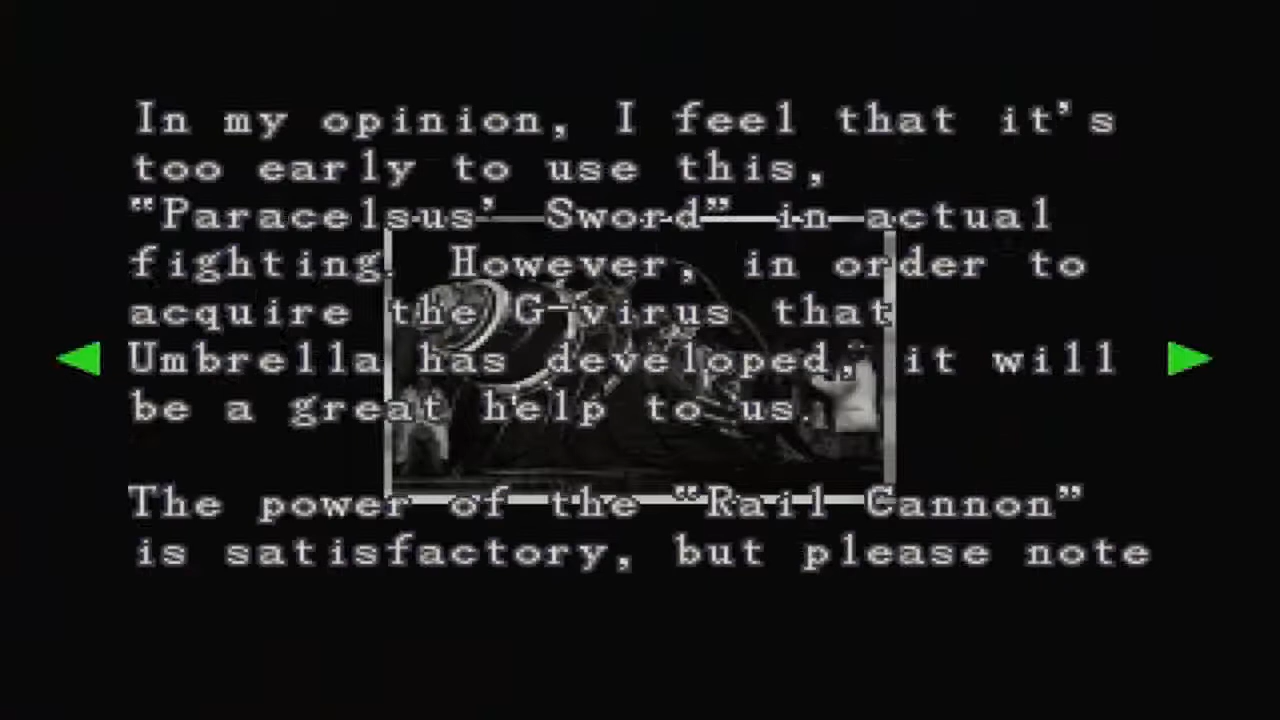 In my opinion, I feel that it's
too early to use this,
"Paracelsus' Sword" in actual
fighting. However, in order to
acquire the G-virus that
Umbrella has developed, it will
be a great help to us.
The power of the "Rail Cannon"
is satisfactory, but please note